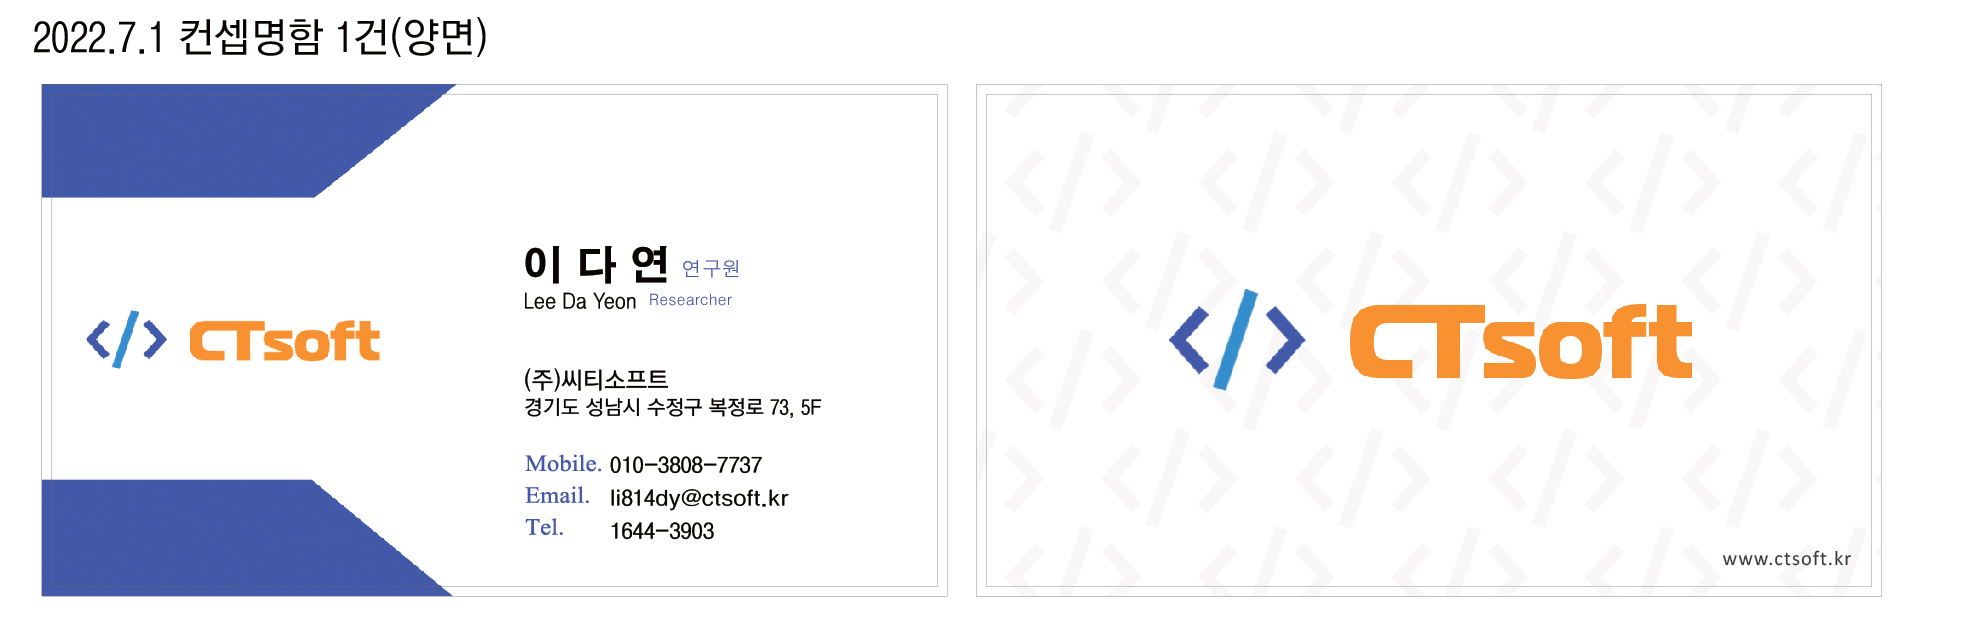 2022.7.1 컨셉명함 1건(양면)
</> CTsoft
이 다 연 연구원
Lee Da Yeon Researcher
(주)씨티소프트
경기도 성남시 수정구 복정로 73, 5F
Mobile. 010-3808-7737
Email. li814dy@ctsoft.kr
Tel. 1644-3903
</> CTsoft
www.ctsoft.kr